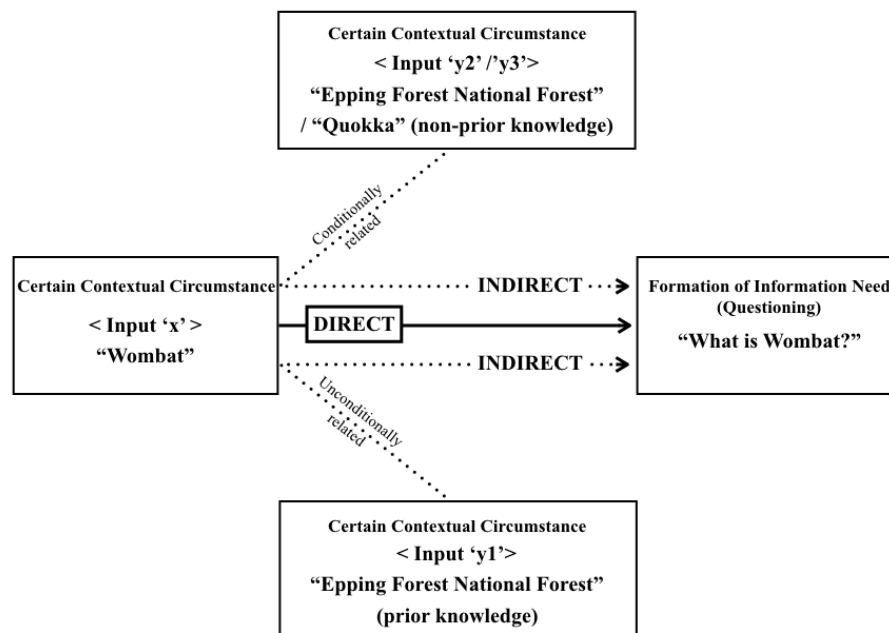 Certain Contextual Circumstance
< Input ‘y2’ /’y3’>
“Epping Forest National Forest”
/ “Quokka” (non-prior knowledge)
Conditionally
related
Certain Contextual Circumstance
< Input ‘x’ >
“Wombat”
INDIRECT
DIRECT
INDIRECT
Formation of Information Need
(Questioning)
“What is Wombat?”
Unconditionally
related
Certain Contextual Circumstance
< Input ‘y1’>
“Epping Forest National Forest”
(prior knowledge)